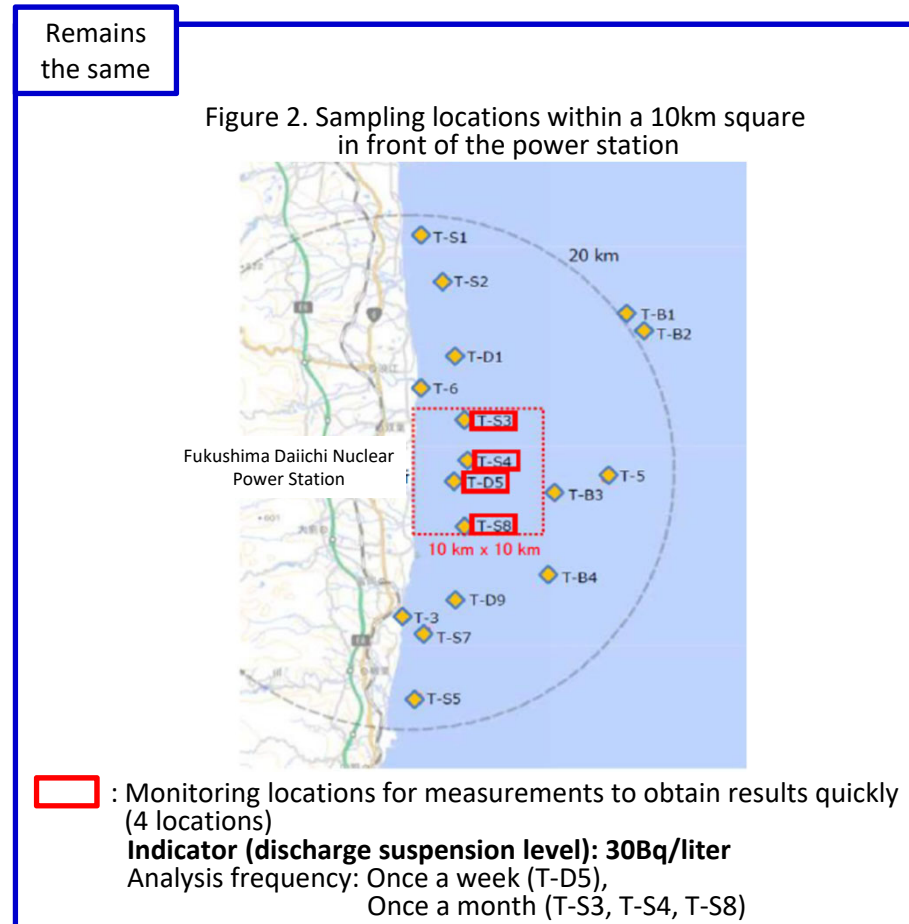 Remains
the same
Figure 2. Sampling locations within a 10km square
in front of the power station
T-S1
20 km
T-S2
T-B1
T-B2
T-D1
T-6
T-S3
Fukushima Daiichi Nuclear
Power Station
T-S4
T-5
T-D5
T-B3
T-S8
10 km x 10 km
T-B4
T-D9
T-3
T-S7
T-S5
: Monitoring locations for measurements to obtain results quickly
(4 locations)
Indicator (discharge suspension level): 30Bq/liter
Analysis frequency: Once a week (T-D5),
Once a month (T-S3, T-S4, T-S8)